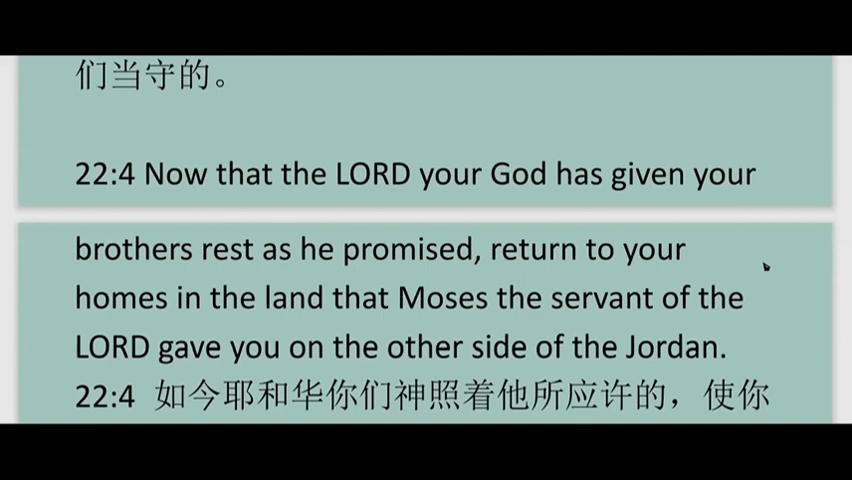 们当守的。
22:4 Now that the LORD your God has given your
brothers rest as he promised, return to your
homes in the land that Moses the servant of the
LORD gave you on the other side of the Jordan.
22:4 如今耶和华你们神照着他所应许的，使你